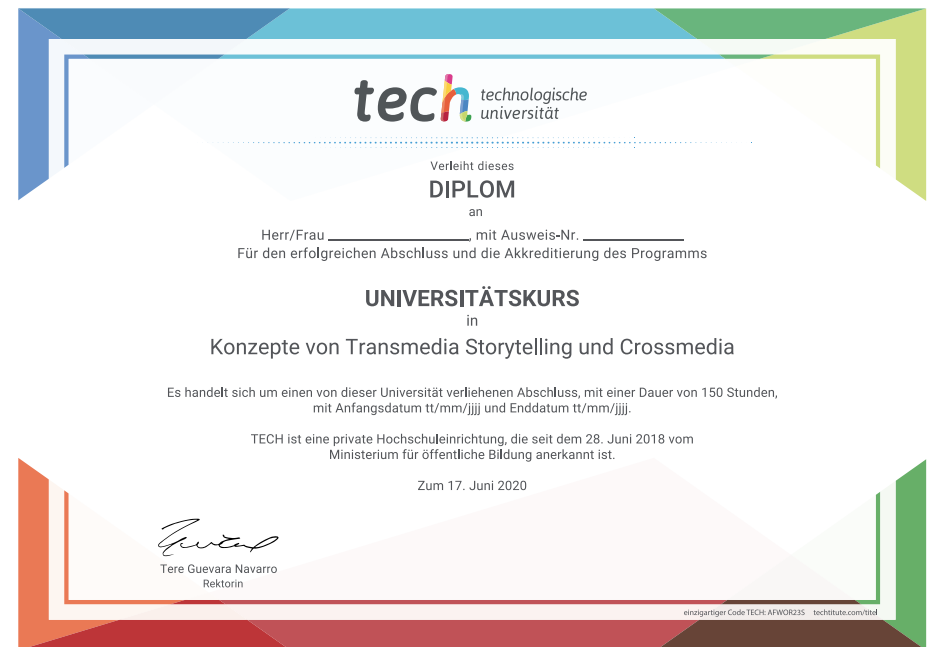 tech technologische
universität
Verleiht dieses
DIPLOM
an
Herr/Frau ____________, mit Ausweis-Nr. ____________
Für den erfolgreichen Abschluss und die Akkreditierung des Programms
UNIVERSITÄTSKURS
in
Konzepte von Transmedia Storytelling und Crossmedia
Es handelt sich um einen von dieser Universität verliehenen Abschluss, mit einer Dauer von 150 Stunden,
mit Anfangsdatum tt/mm/jjjj und Enddatum tt/mm/jjjj.
TECH ist eine private Hochschuleinrichtung, die seit dem 28. Juni 2018 vom
Ministerium für öffentliche Bildung anerkannt ist.
Zum 17. Juni 2020
Tere Guevara Navarro
Rektorin
einzigartiger Code TECH: AFWOR23S techtitute.com/titel